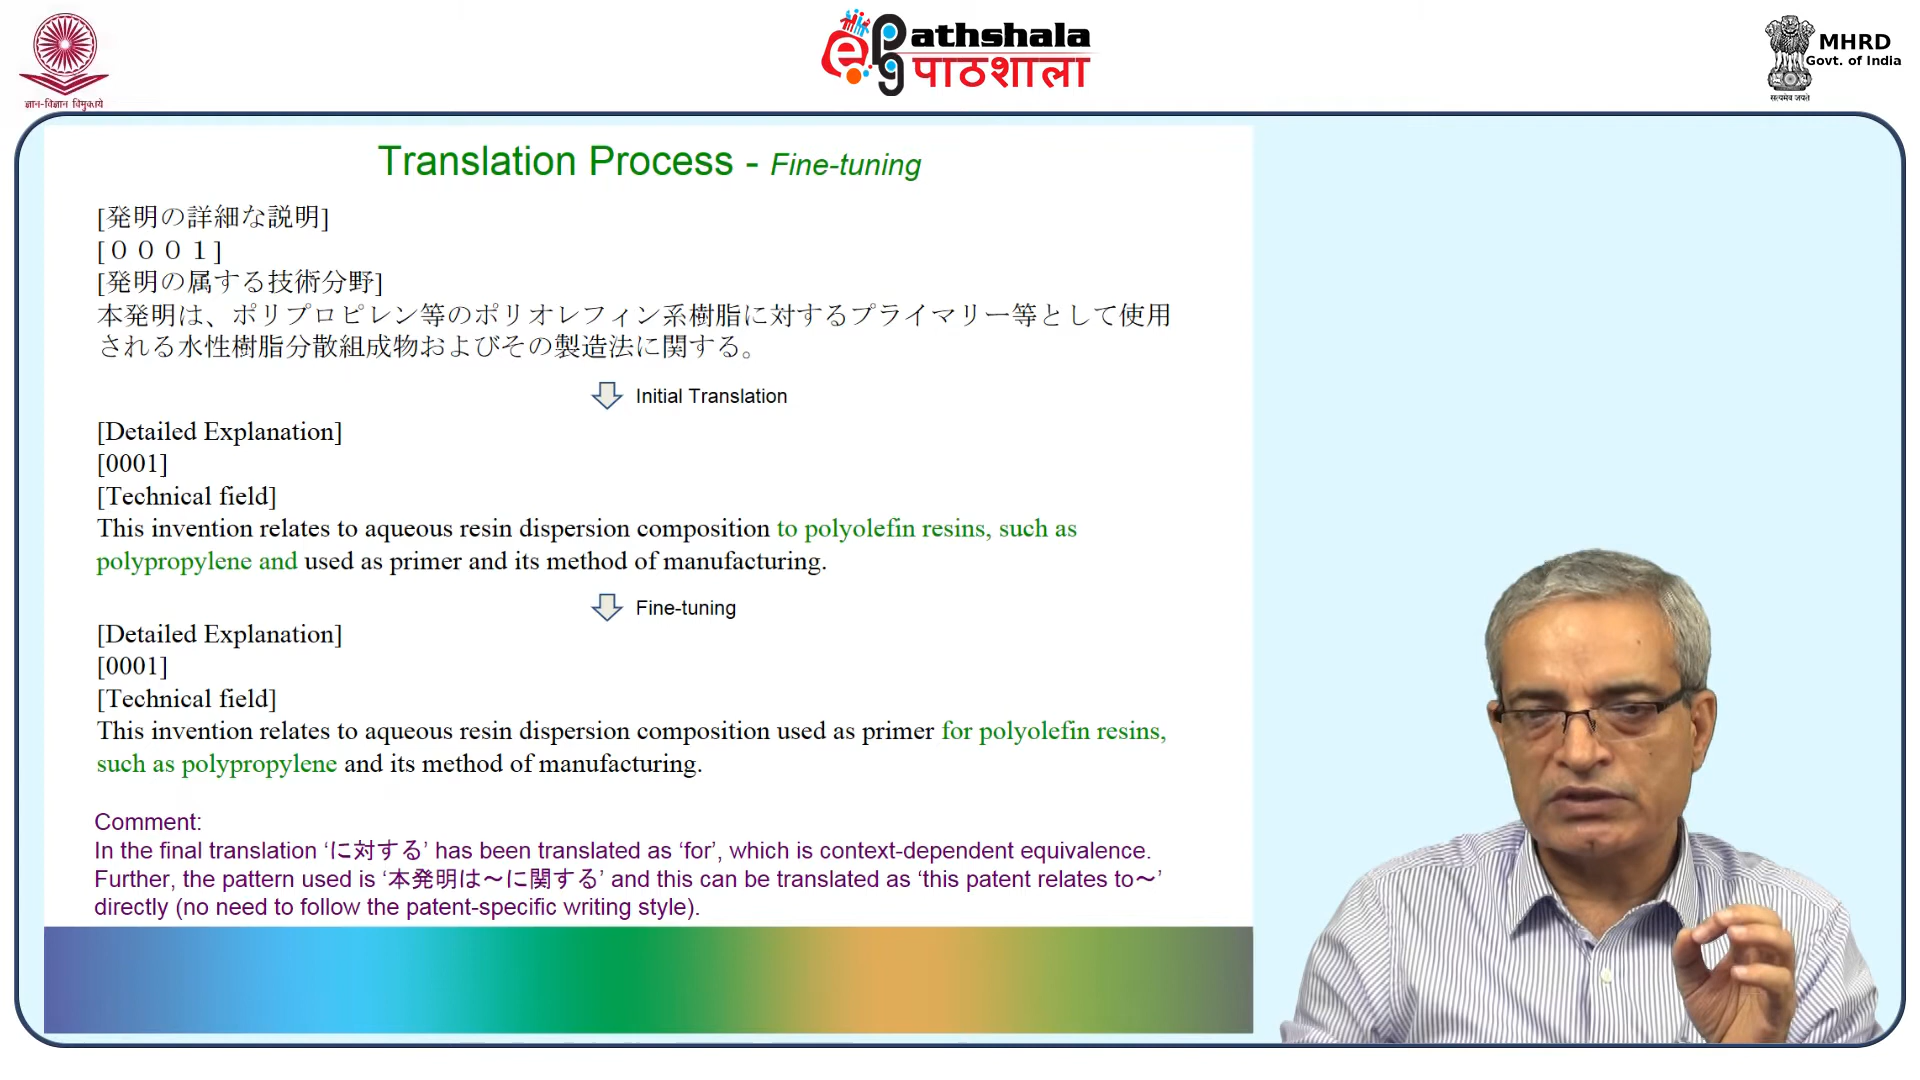 ज्ञान-विज्ञान विमुक्तये
ePathshala
पाठशाला
MHRD
Govt. of India
सत्यमेव जयते
Translation Process - Fine-tuning
[発明の詳細な説明]
[０００１]
[発明の属する技術分野]
本発明は、ポリプロピレン等のポリオレフィン系樹脂に対するプライマリー等として使用
される水性樹脂分散組成物およびその製造法に関する。
Initial Translation
[Detailed Explanation]
[0001]
[Technical field]
This invention relates to aqueous resin dispersion composition to polyolefin resins, such as
polypropylene and used as primer and its method of manufacturing.
Fine-tuning
[Detailed Explanation]
[0001]
[Technical field]
This invention relates to aqueous resin dispersion composition used as primer for polyolefin resins,
such as polypropylene and its method of manufacturing.
Comment:
In the final translation ‘に対する’ has been translated as ‘for’, which is context-dependent equivalence.
Further, the pattern used is ‘本発明は～に関する’ and this can be translated as ‘this patent relates to～’
directly (no need to follow the patent-specific writing style).